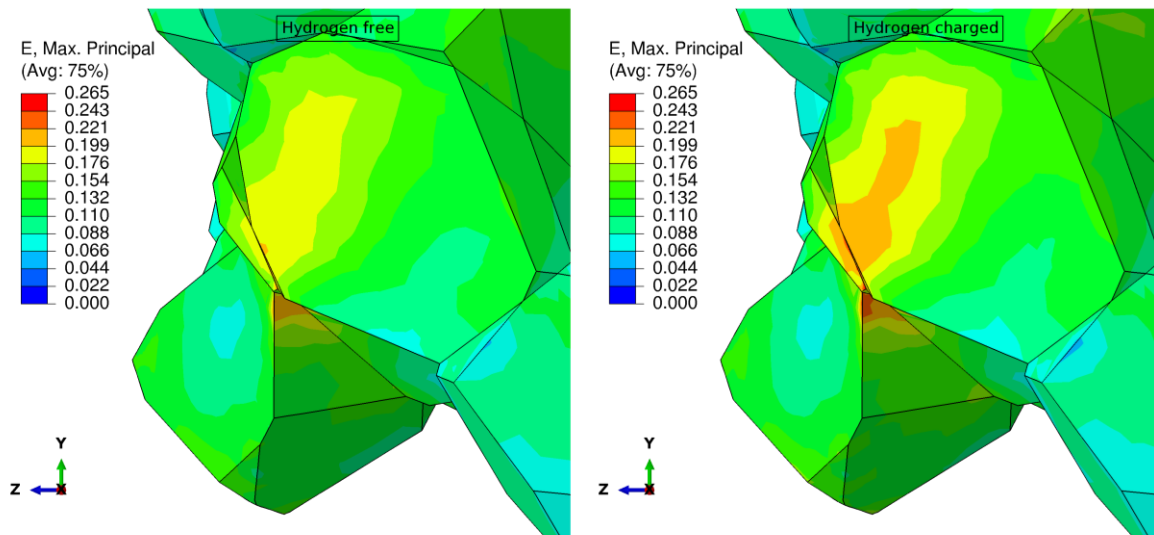 Hydrogen free
E, Max. Principal
(Avg: 75%)
0.265
0.243
0.221
0.199
0.176
0.154
0.132
0.110
0.088
0.066
0.044
0.022
0.000
Y
Z
X
Hydrogen charged
E, Max. Principal
(Avg: 75%)
0.265
0.243
0.221
0.199
0.176
0.154
0.132
0.110
0.088
0.066
0.044
0.022
0.000
Y
Z
X